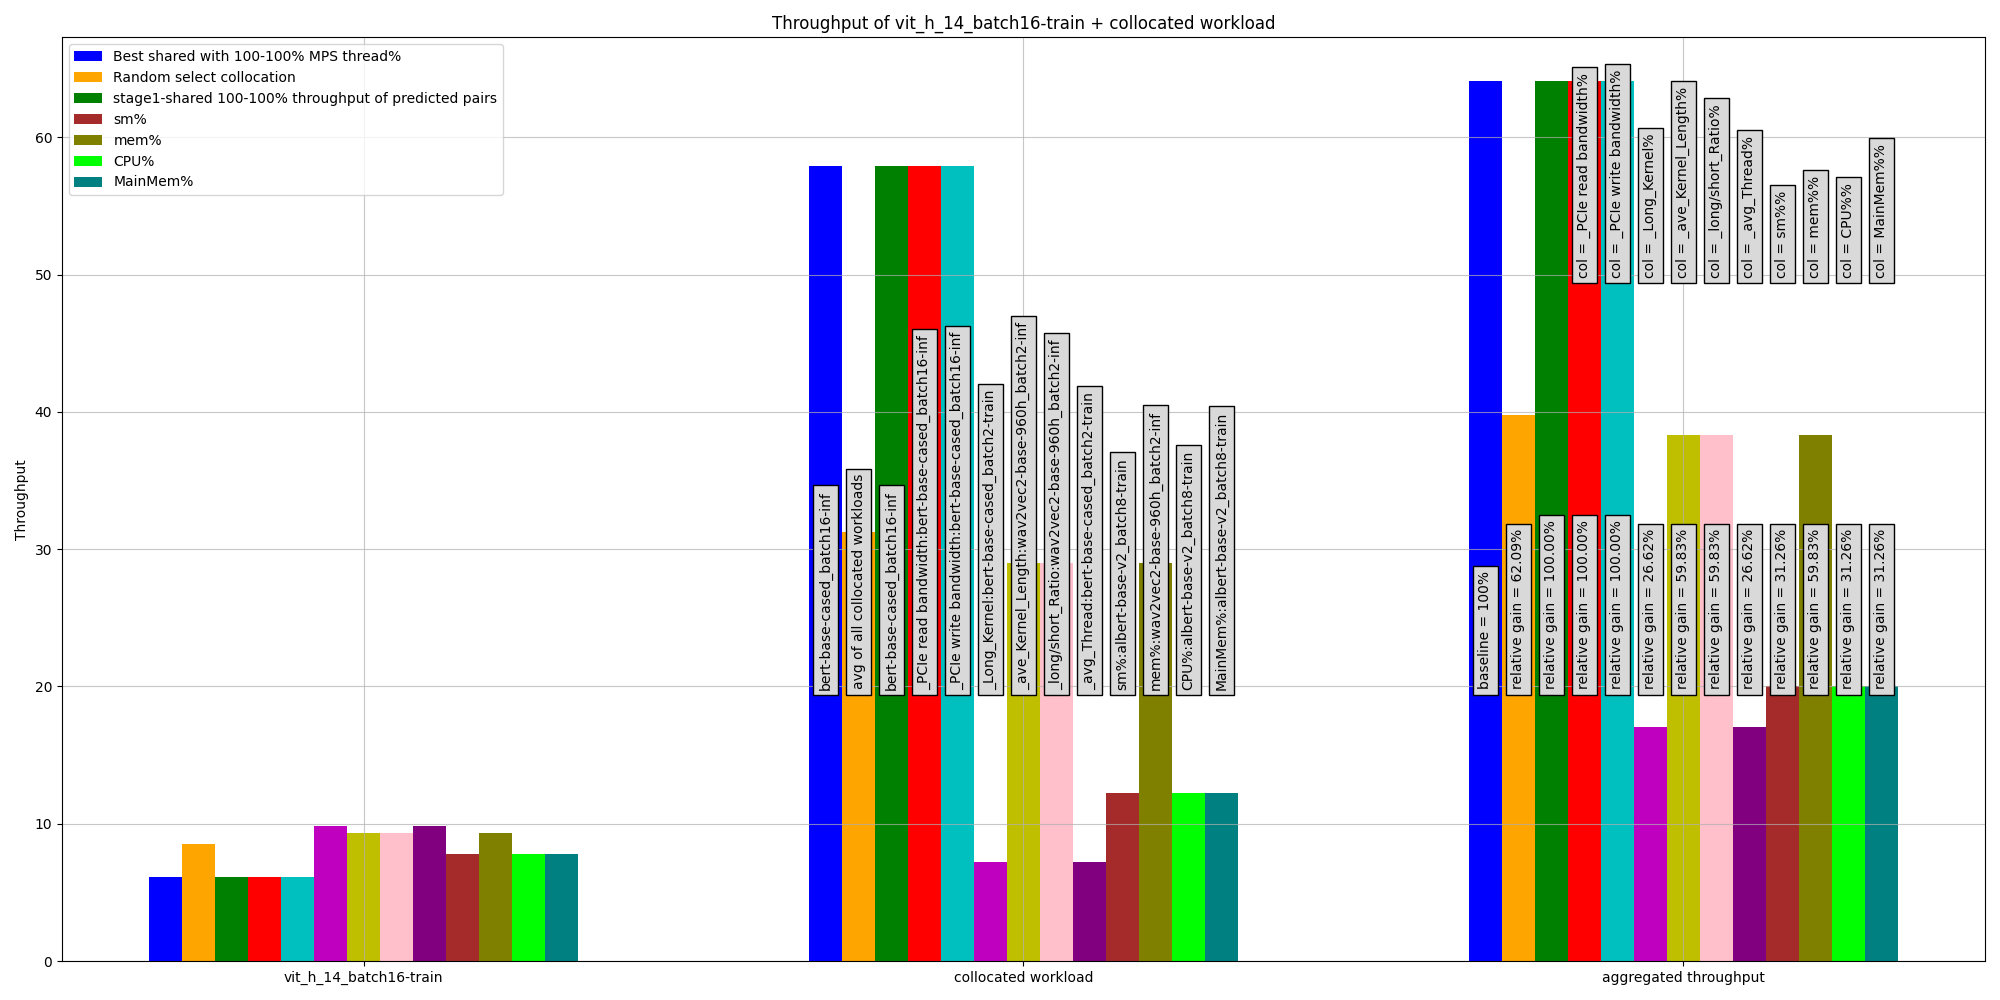 Throughput of vit_h_14_batch16-train + collocated workload
Best shared with 100-100% MPS thread%
Random select collocation
stage1-shared 100-100% throughput of predicted pairs
sm%
mem%
CPU%
MainMem%
Throughput
60
50
40
30
20
10
0
bert-base-cased_batch16-inf
avg of all collocated workloads
bert-base-cased_batch16-inf
_PCIe read bandwidth:bert-base-cased_batch16-inf
_PCIe write bandwidth:bert-base-cased_batch16-inf
_Long_Kernel:bert-base-cased_batch2-train
_ave_Kernel_Length:wav2vec2-base-960h_batch2-inf
_long/short_Ratio:wav2vec2-base-960h_batch2-inf
_avg_Thread:bert-base-cased_batch2-train
sm%:albert-base-v2_batch8-train
mem%:wav2vec2-base-960h_batch2-inf
CPU%:albert-base-v2_batch8-train
MainMem%:albert-base-v2_batch8-train
col = _PCIe read bandwidth%
col = _PCIe write bandwidth%
col = _Long_Kernel%
col = _ave_Kernel_Length%
col = _long/short_Ratio%
col = _avg_Thread%
col = sm%%
col = mem%%
col = CPU%%
col = MainMem%%
baseline = 100%
relative gain = 62.09%
relative gain = 100.00%
relative gain = 100.00%
relative gain = 100.00%
relative gain = 26.62%
relative gain = 59.83%
relative gain = 59.83%
relative gain = 26.62%
relative gain = 31.26%
relative gain = 59.83%
relative gain = 31.26%
relative gain = 31.26%
vit_h_14_batch16-train
collocated workload
aggregated throughput